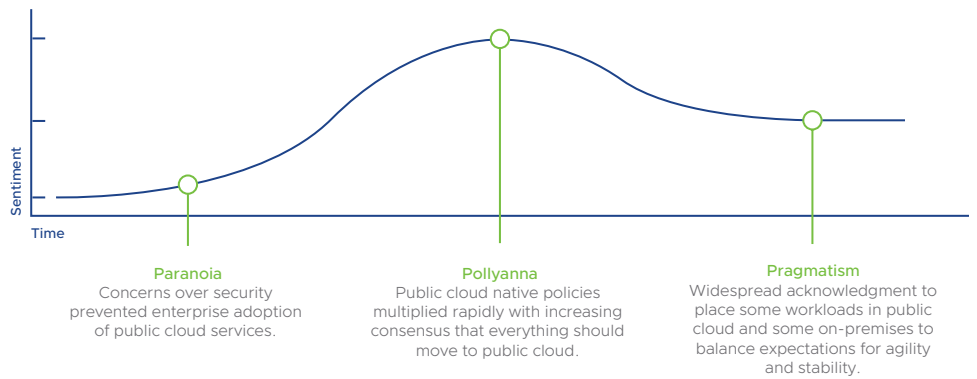 Sentiment
Time
Paranoia
Concerns over security
prevented enterprise adoption
of public cloud services.
Pollyanna
Public cloud native policies
multiplied rapidly with increasing
consensus that everything should
move to public cloud.
Pragmatism
Widespread acknowledgment to
place some workloads in public
cloud and some on-premises to
balance expectations for agility
and stability.